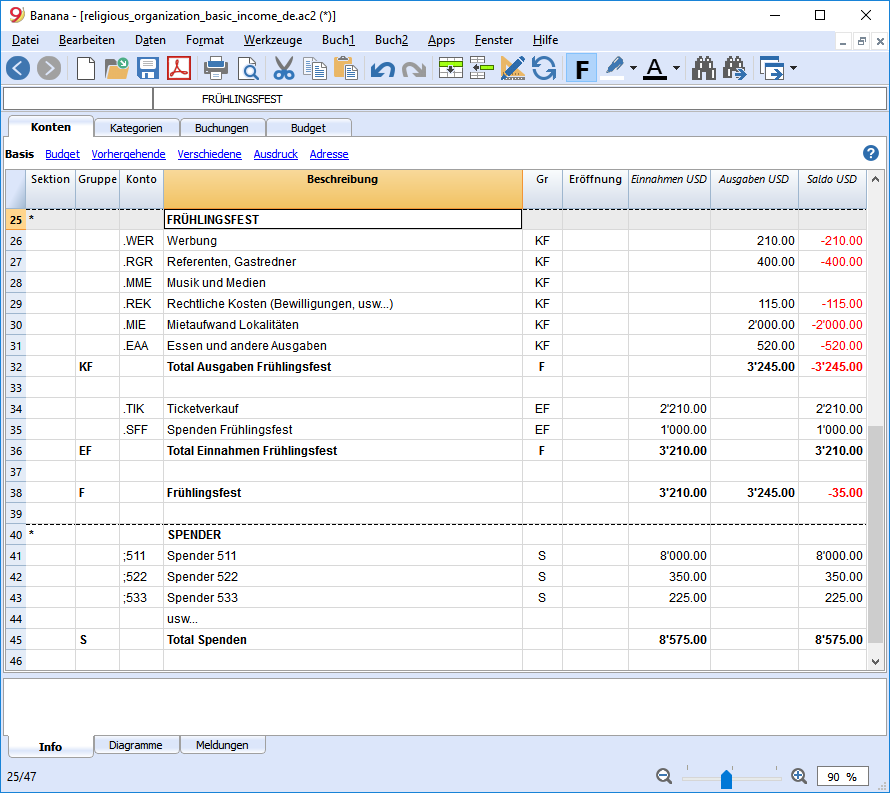 Banana - [religious_organization_basic_income_de.ac2 (*)]
Datei Bearbeiten Daten Format Werkzeuge Buch1 Buch2 Apps Fenster Hilfe
F A
FRÜHLINGSFEST
Konten Kategorien Buchungen Budget
Basis Budget Vorhergehende Verschiedene Ausdruck Adresse ?
Sektion Gruppe Konto Beschreibung Gr Eröffnung Einnahmen USD Ausgaben USD Saldo USD
25 * FRÜHLINGSFEST
26 .WER Werbung KF 210.00 -210.00
27 .RGR Referenten, Gastredner KF 400.00 -400.00
28 .MME Musik und Medien KF
29 .REK Rechtliche Kosten (Bewilligungen, usw...) KF 115.00 -115.00
30 .MIE Mietaufwand Lokalitäten KF 2'000.00 -2'000.00
31 .EAA Essen und andere Ausgaben KF 520.00 -520.00
32 KF Total Ausgaben Frühlingsfest F 3'245.00 -3'245.00
33
34 .TIK Ticketverkauf EF 2'210.00 2'210.00
35 .SFF Spenden Frühlingsfest EF 1'000.00 1'000.00
36 EF Total Einnahmen Frühlingsfest F 3'210.00 3'210.00
37
38 F Frühlingsfest 3'210.00 3'245.00 -35.00
39
40 * SPENDER
41 ;511 Spender 511 S 8'000.00 8'000.00
42 ;522 Spender 522 S 350.00 350.00
43 ;533 Spender 533 S 225.00 225.00
44 usw...
45 S Total Spenden 8'575.00 8'575.00
46
Info Diagramme Meldungen
25/47 90 %